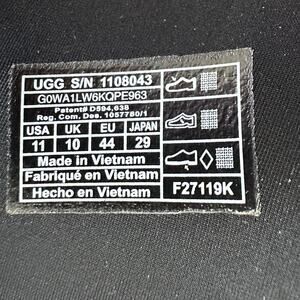 UGG S/N 1108043
G0WA1LW6KQPE963
Patent# D594,638
Reg. Com. Des. 1057780/1
USA UK EU JAPAN
11 10 44 29
Made in Vietnam
Fabriqué en Vietnam
Hecho en Vietnam F27119K